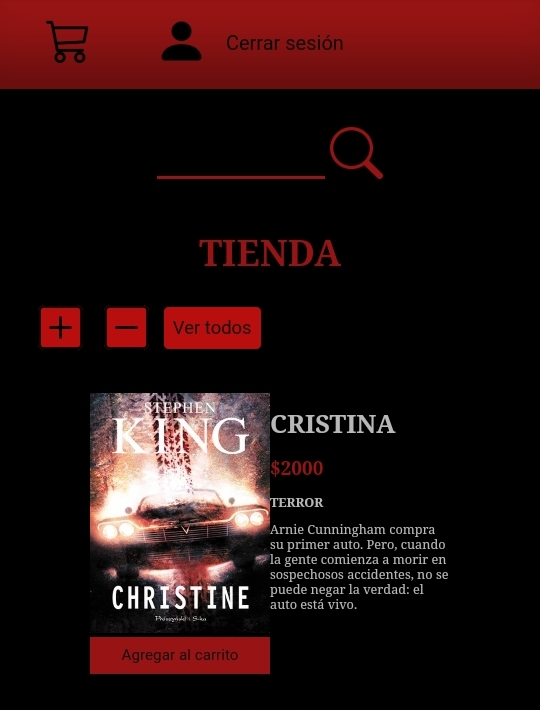 Cerrar sesión
TIENDA
Ver todos
STEPHEN
KING
CHRISTINE
Prószyński i S-ka
Agregar al carrito
CRISTINA
$2000
TERROR
Arnie Cunningham compra
su primer auto. Pero, cuando
la gente comienza a morir en
sospechosos accidentes, no se
puede negar la verdad: el
auto está vivo.